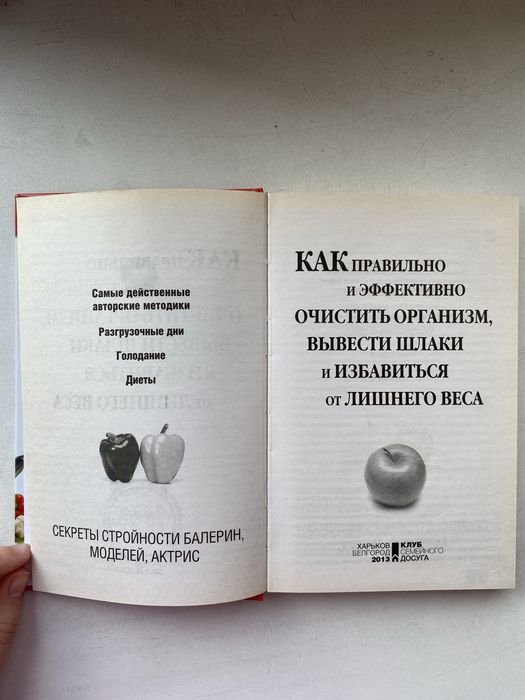 Самые действенные
авторские методики
Разгрузочные дни
Голодание
Диеты
СЕКРЕТЫ СТРОЙНОСТИ БАЛЕРИН,
МОДЕЛЕЙ, АКТРИС
КАК ПРАВИЛЬНО
И ЭФФЕКТИВНО
ОЧИСТИТЬ ОРГАНИЗМ,
ВЫВЕСТИ ШЛАКИ
И ИЗБАВИТЬСЯ
ОТ ЛИШНЕГО ВЕСА
ХАРЬКОВ КЛУБ
БЕЛГОРОД СЕМЕЙНОГО
2013 ДОСУГА